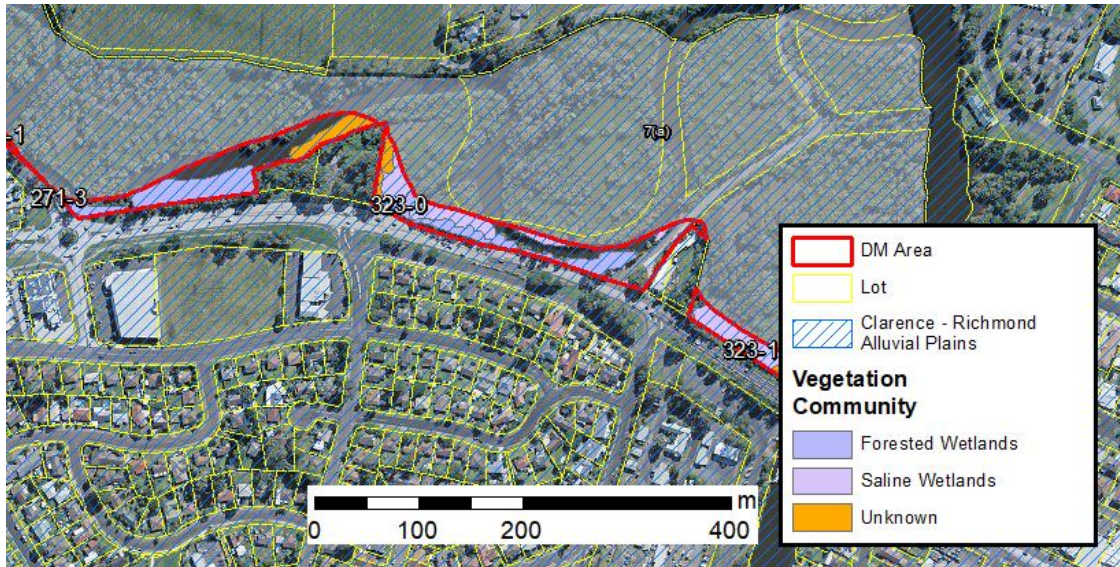 -1
7(a)
271-3
323-0
323-1
DM Area
Lot
Clarence - Richmond
Alluvial Plains
Vegetation
Community
Forested Wetlands
Saline Wetlands
Unknown
m
0 100 200 400